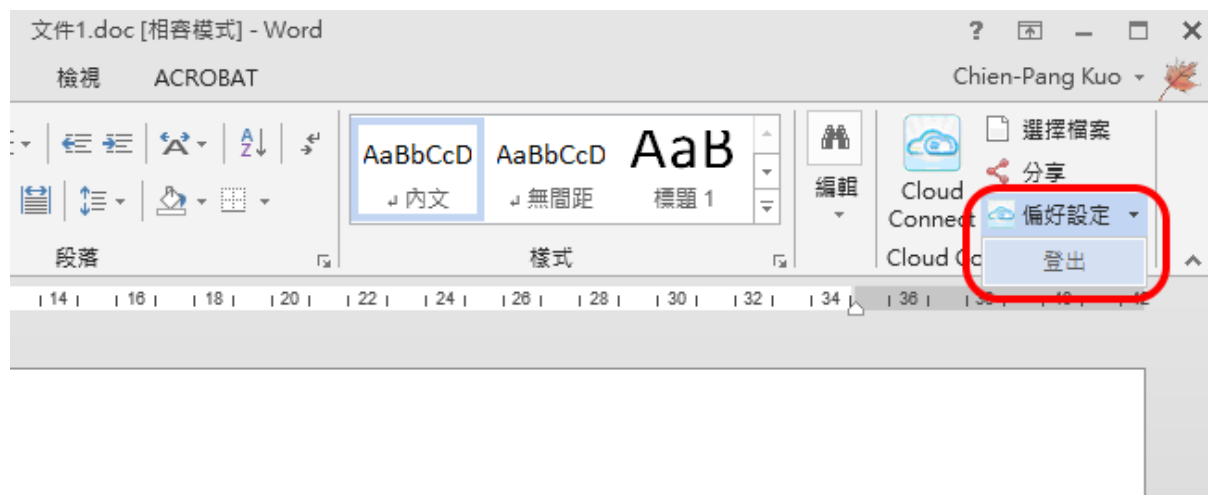 文件1.doc [相容模式] - Word
?
檢視 ACROBAT
Chien-Pang Kuo
AaBbCcD AaBbCcD AaB
內文 無間距 標題 1
樣式
段落
A
Z
編輯
Cloud
Connect
選擇檔案
分享
偏好設定
登出
Cloud Co
14 16 18 20 22 24 26 28 30 32 34 36